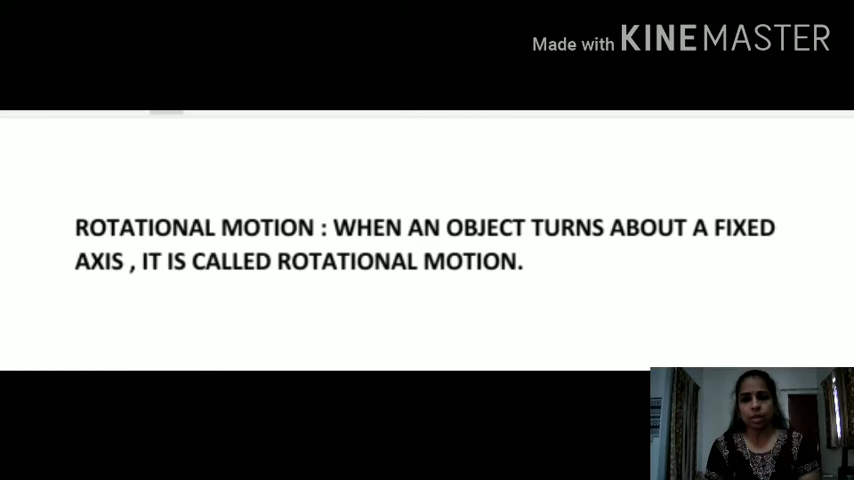 Made with KINEMASTER
ROTATIONAL MOTION : WHEN AN OBJECT TURNS ABOUT A FIXED
AXIS , IT IS CALLED ROTATIONAL MOTION.